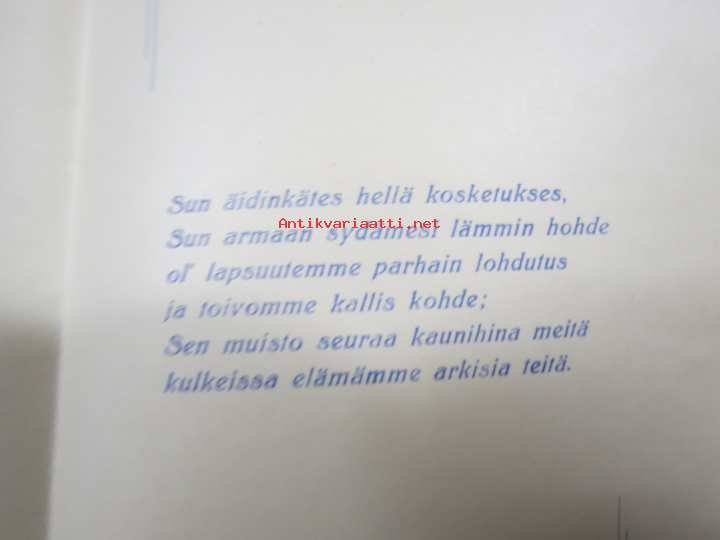 Sun äidinkätes hellä kosketukses,
Antikvariaatti.net
Sun armaan sydämesi lämmin hohde
ol' lapsuutemme parhain lohdutus
ja toivomme kallis kohde;
Sen muisto seuraa kaunihina meitä
kulkeissa elämämme arkisia teitä.